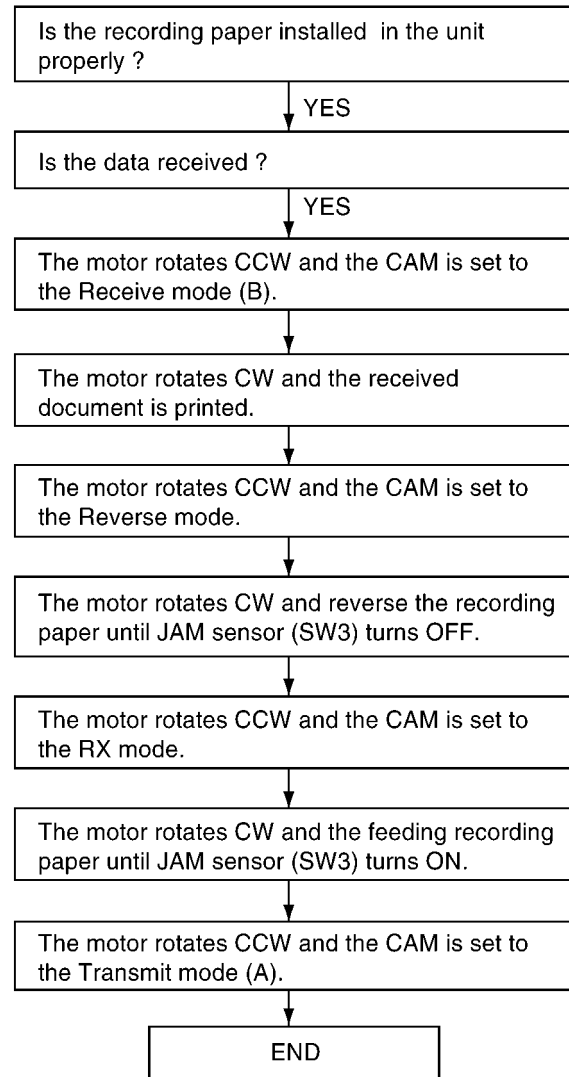 Is the recording paper installed in the unit
properly ?
YES
Is the data received ?
YES
The motor rotates CCW and the CAM is set to
the Receive mode (B).
The motor rotates CW and the received
document is printed.
The motor rotates CCW and the CAM is set to
the Reverse mode.
The motor rotates CW and reverse the recording
paper until JAM sensor (SW3) turns OFF.
The motor rotates CCW and the CAM is set to
the RX mode.
The motor rotates CW and the feeding recording
paper until JAM sensor (SW3) turns ON.
The motor rotates CCW and the CAM is set to
the Transmit mode (A).
END